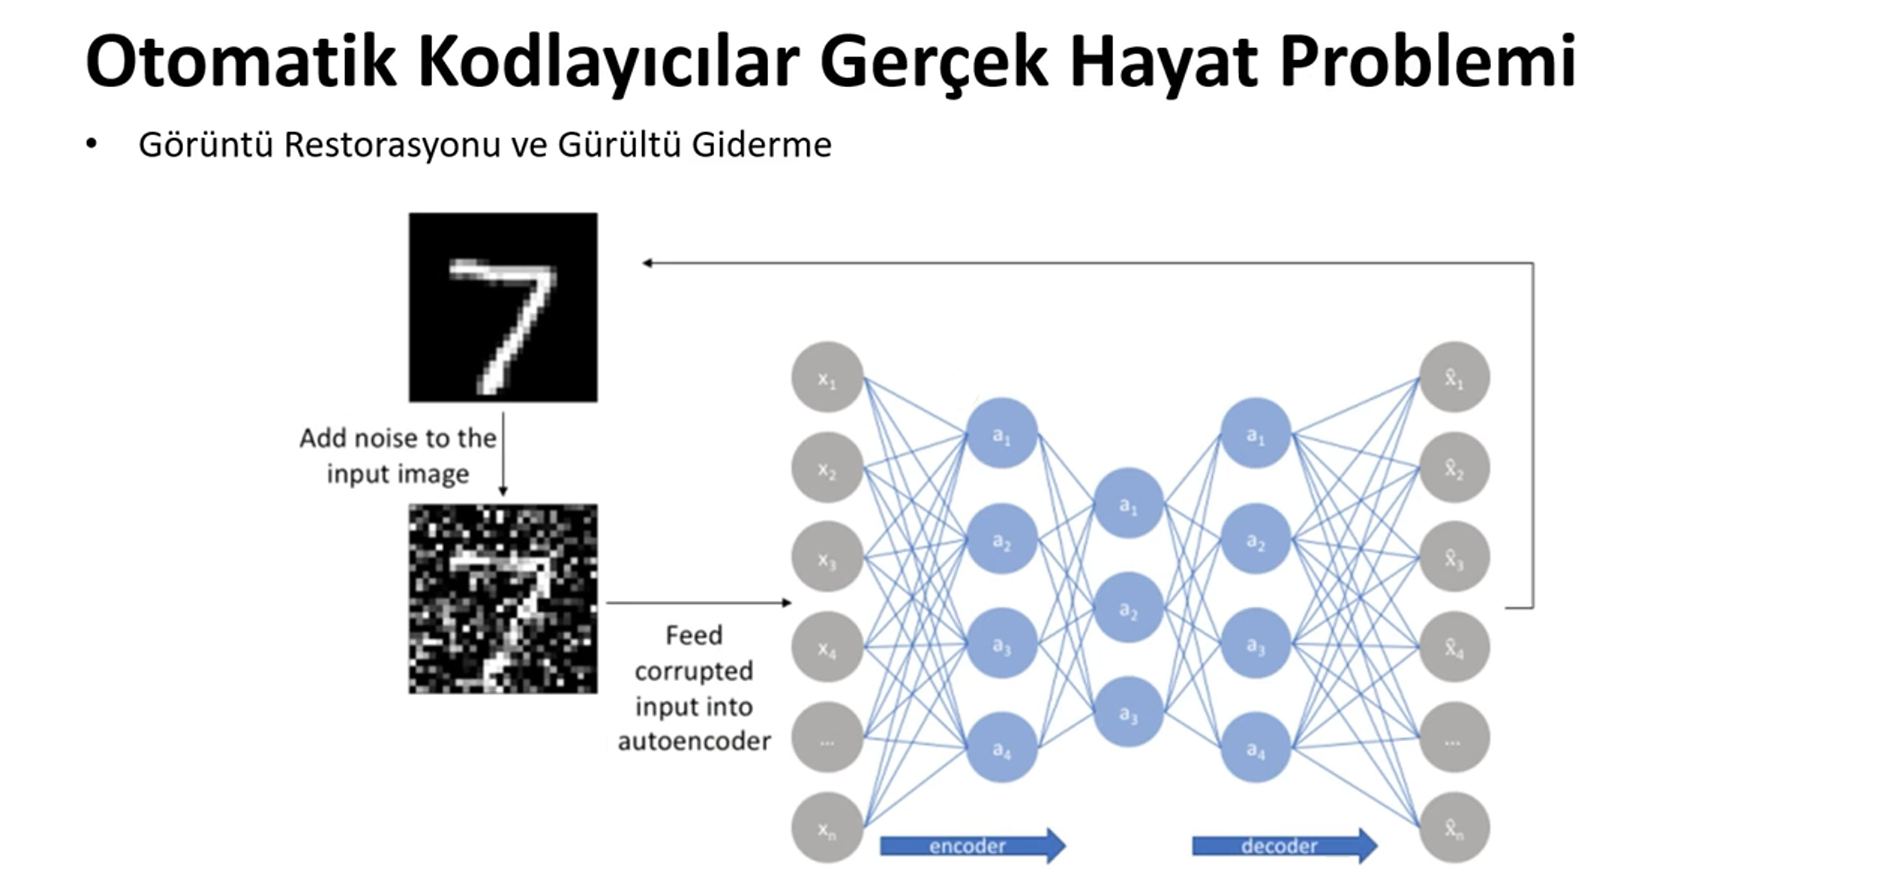 Otomatik Kodlayıcılar Gerçek Hayat Problemi
• Görüntü Restorasyonu ve Gürültü Giderme
Add noise to the
input image
Feed
corrupted
input into
autoencoder
x₁
x₂
x₃
x₄
...
xₙ
a₁
a₂
a₃
a₄
a₁
a₂
a₃
a₁
a₂
a₃
a₄
x̂₁
x̂₂
x̂₃
x̂₄
...
x̂ₙ
encoder
decoder